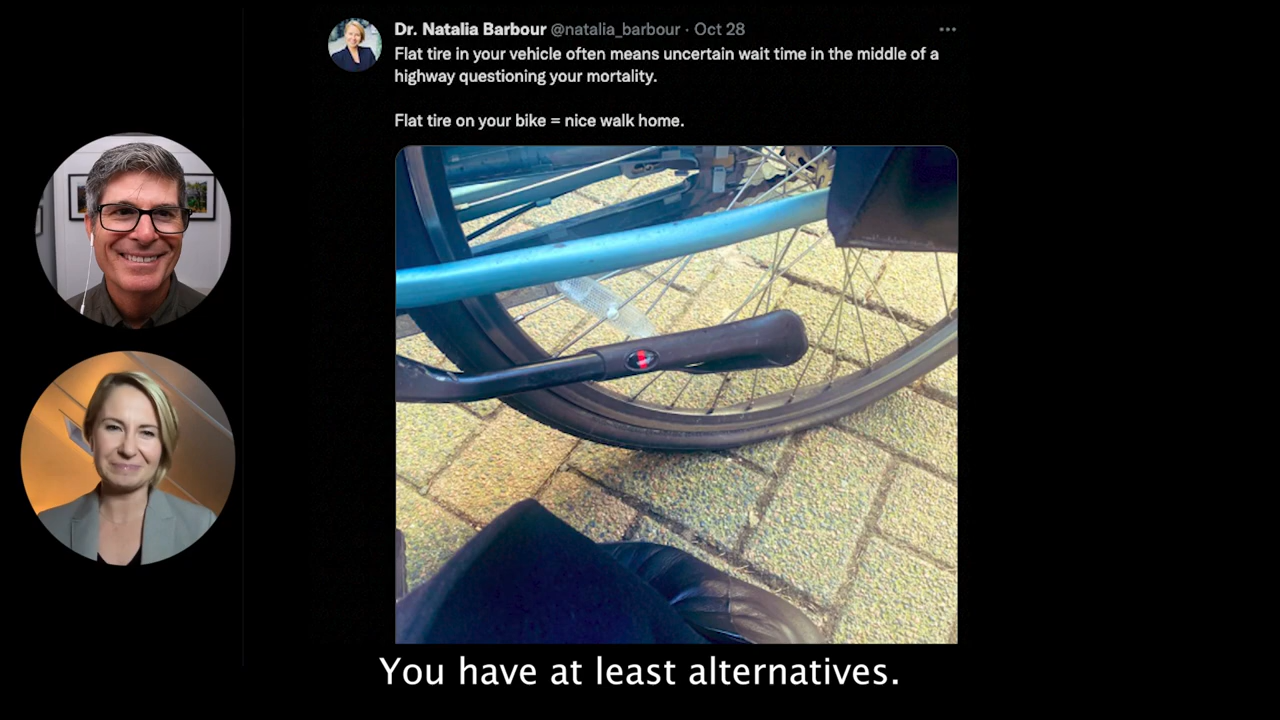 Dr. Natalia Barbour @natalia_barbour · Oct 28
Flat tire in your vehicle often means uncertain wait time in the middle of a
highway questioning your mortality.
Flat tire on your bike = nice walk home.
You have at least alternatives.